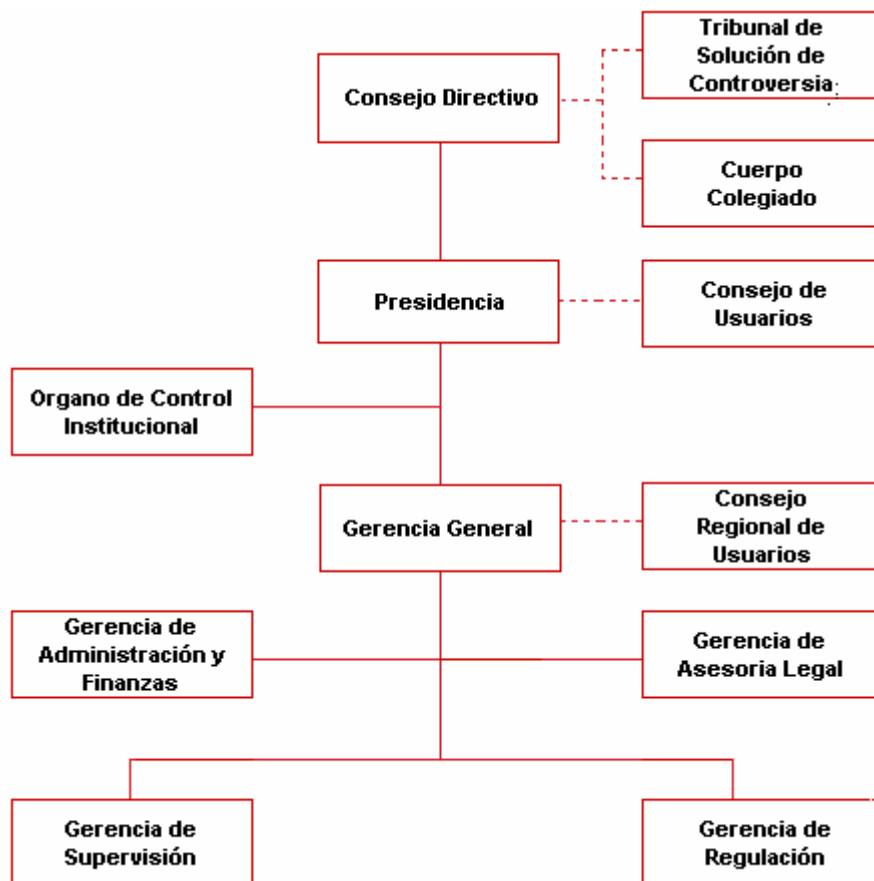 Tribunal de
Solución de
Controversia
Consejo Directivo
Cuerpo
Colegiado
Presidencia
Consejo de
Usuarios
Organo de Control
Institucional
Gerencia General
Consejo
Regional de
Usuarios
Gerencia de
Administración y
Finanzas
Gerencia de
Asesoria Legal
Gerencia de
Supervisión
Gerencia de
Regulación